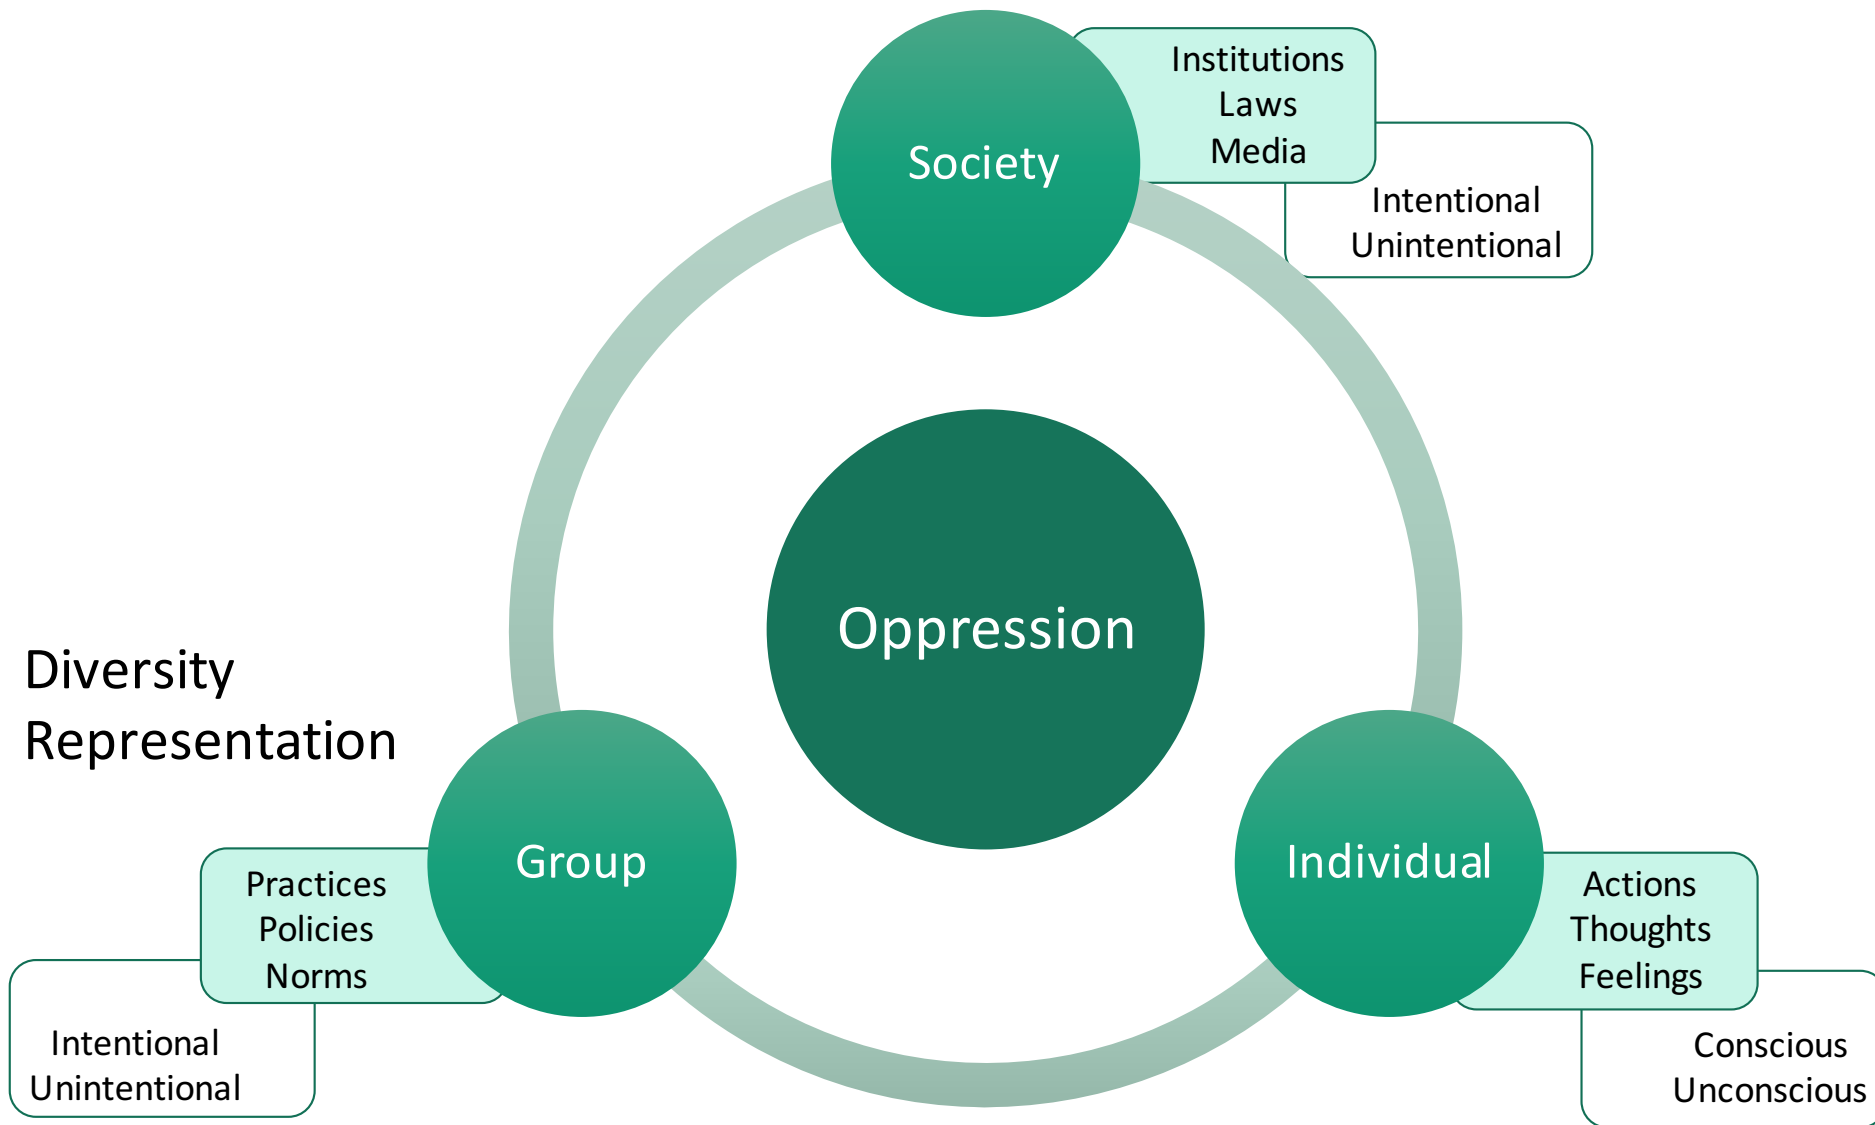 Institutions
Laws
Media
Society
Intentional
Unintentional
Oppression
Diversity
Representation
Group
Practices
Policies
Norms
Intentional
Unintentional
Individual
Actions
Thoughts
Feelings
Conscious
Unconscious